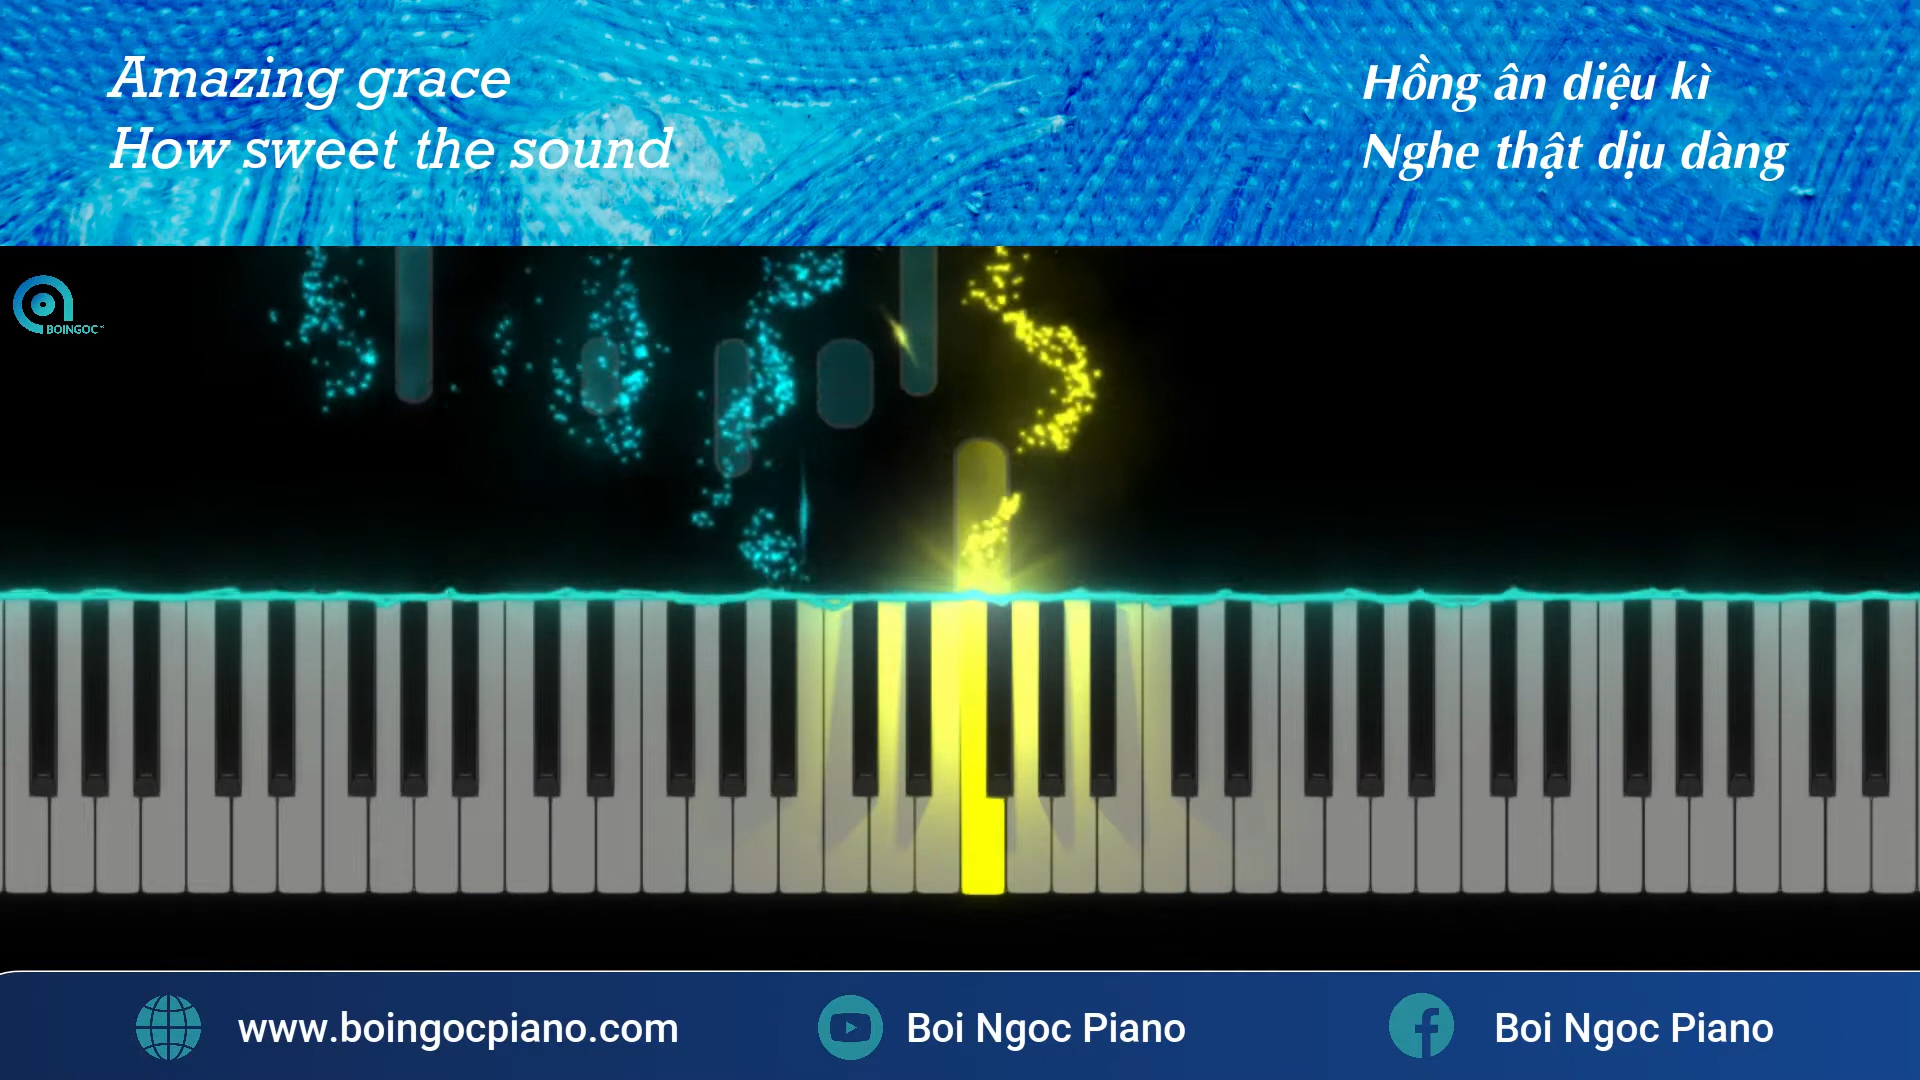 Amazing grace
How sweet the sound
Hồng ân diệu kì
Nghe thật dịu dàng
BOINGOC
www.boingocpiano.com
Boi Ngoc Piano
Boi Ngoc Piano